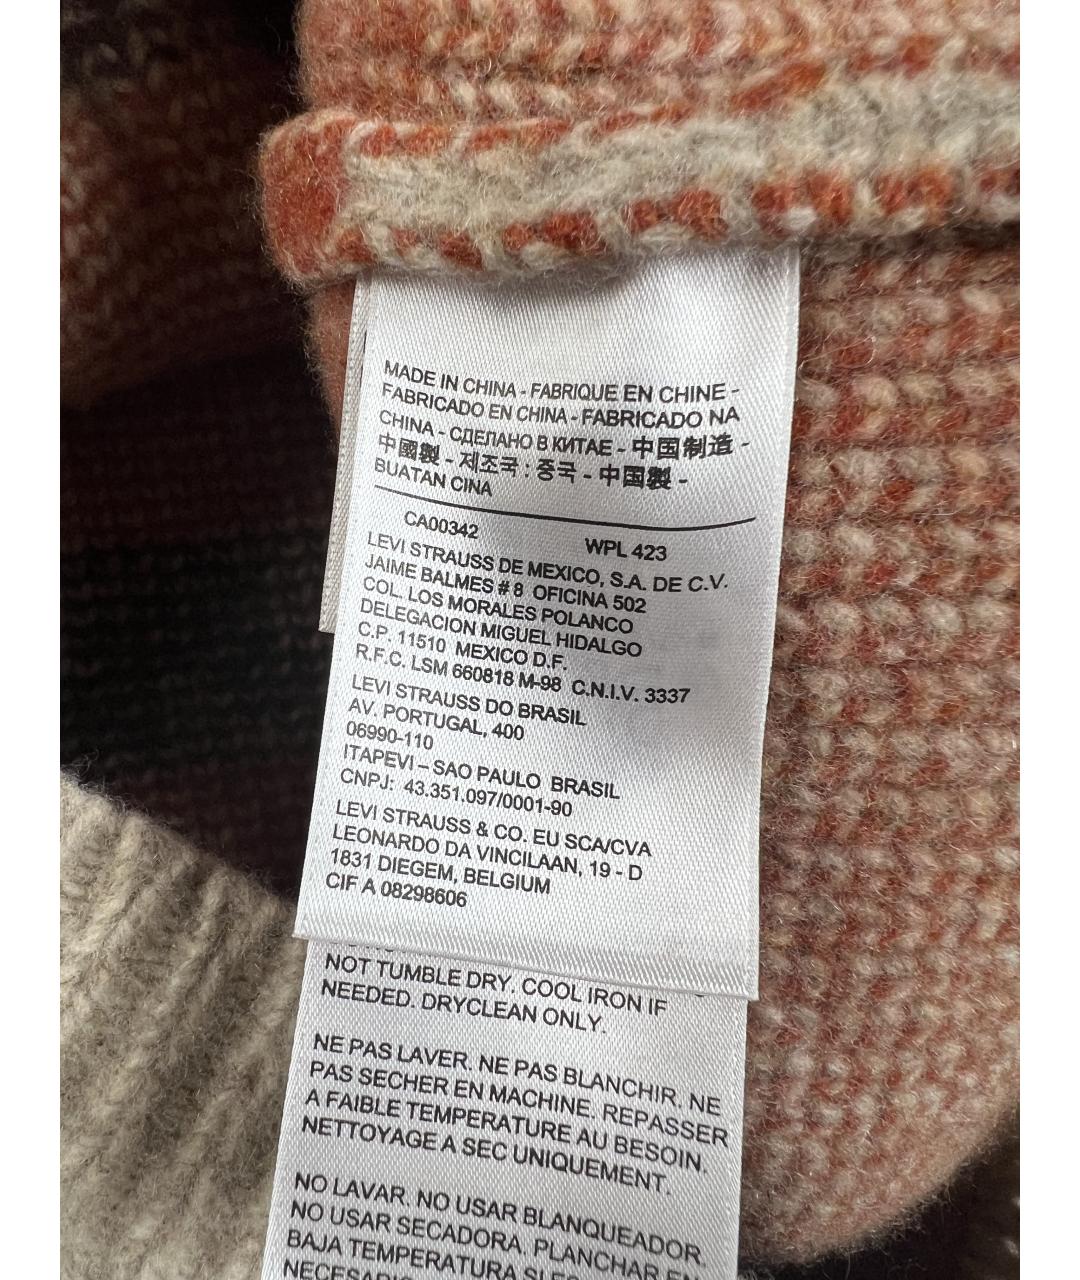 MADE IN CHINA - FABRIQUE EN CHINE -
FABRICADO EN CHINA - FABRICADO NA
CHINA - СДЕЛАНО В КИТАЕ - 中国制造 -
中國製 - 제조국 : 중국 - 中国製 -
BUATAN CINA
CA00342 WPL 423
LEVI STRAUSS DE MEXICO, S.A. DE C.V.
JAIME BALMES # 8 OFICINA 502
COL. LOS MORALES POLANCO
DELEGACION MIGUEL HIDALGO
C.P. 11510 MEXICO D.F.
R.F.C. LSM 660818 M-98 C.N.I.V. 3337
LEVI STRAUSS DO BRASIL
AV. PORTUGAL, 400
06990-110
ITAPEVI – SAO PAULO BRASIL
CNPJ: 43.351.097/0001-90
LEVI STRAUSS & CO. EU SCA/CVA
LEONARDO DA VINCILAAN, 19 - D
1831 DIEGEM, BELGIUM
CIF A 08298606
NOT TUMBLE DRY. COOL IRON IF
NEEDED. DRYCLEAN ONLY.
NE PAS LAVER. NE PAS BLANCHIR. NE
PAS SECHER EN MACHINE. REPASSER
A FAIBLE TEMPERATURE AU BESOIN.
NETTOYAGE A SEC UNIQUEMENT.
NO LAVAR. NO USAR BLANQUEADOR.
NO USAR SECADORA. PLANCHAR EN
BAJA TEMPERATURA SI ES